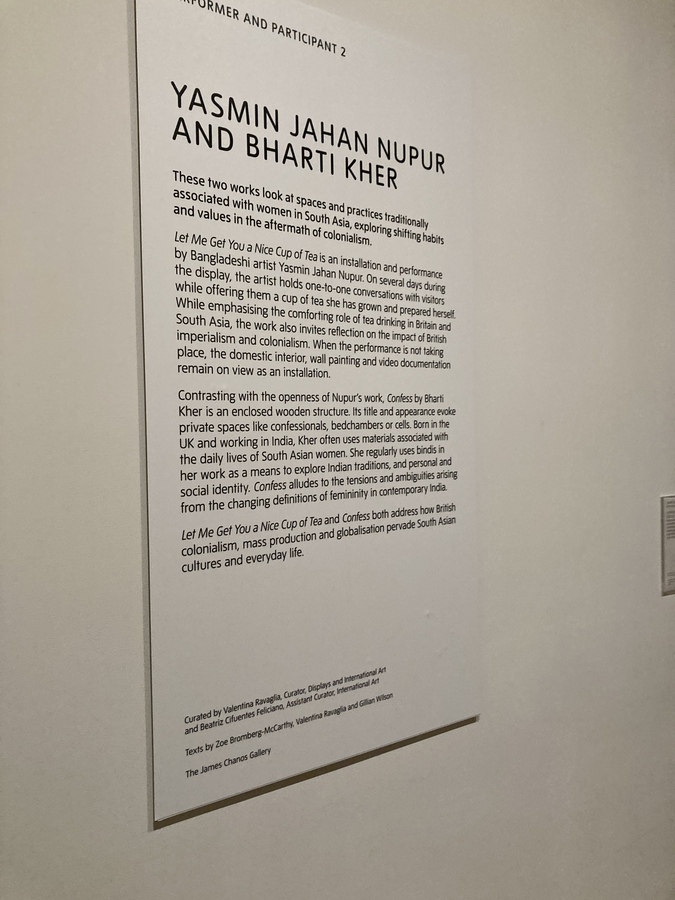 AND PARTICIPANT 2
YASMIN JAHAN NUPUR
AND BHARTI KHER
These two works look at spaces and practices traditionally
associated with women in South Asia, exploring shifting habits
and values in the aftermath of colonialism.
Let Me Get You a Nice Cup of Tea is an installation and performance
by Bangladeshi artist Yasmin Jahan Nupur. On several days during
the display, the artist holds one-to-one conversations with visitors
while offering them a cup of tea she has grown and prepared herself.
While emphasising the comforting role of tea drinking in Britain and
South Asia, the work also invites reflection on the impact of British
imperialism and colonialism. When the performance is not taking
place, the domestic interior, wall painting and video documentation
remain on view as an installation.
Contrasting with the openness of Nupur's work, Confess by Bharti
Kher is an enclosed wooden structure. Its title and appearance evoke
private spaces like confessionals, bedchambers or cells. Born in the
UK and working in India, Kher often uses materials associated with
the daily lives of South Asian women. She regularly uses bindis in
her work as a means to explore Indian traditions, and personal and
social identity. Confess alludes to the tensions and ambiguities arising
from the changing definitions of femininity in contemporary India.
Let Me Get You a Nice Cup of Tea and Confess both address how British
colonialism, mass production and globalisation pervade South Asian
cultures and everyday life.
Curated by Valentina Ravaglia, Curator, Displays and International Art
and Beatriz Cifuentes Feliciano, Assistant Curator, International Art
Texts by Zoe Bromberg-McCarthy, Valentina Ravaglia and Gillian Wilson
The James Chanos Gallery